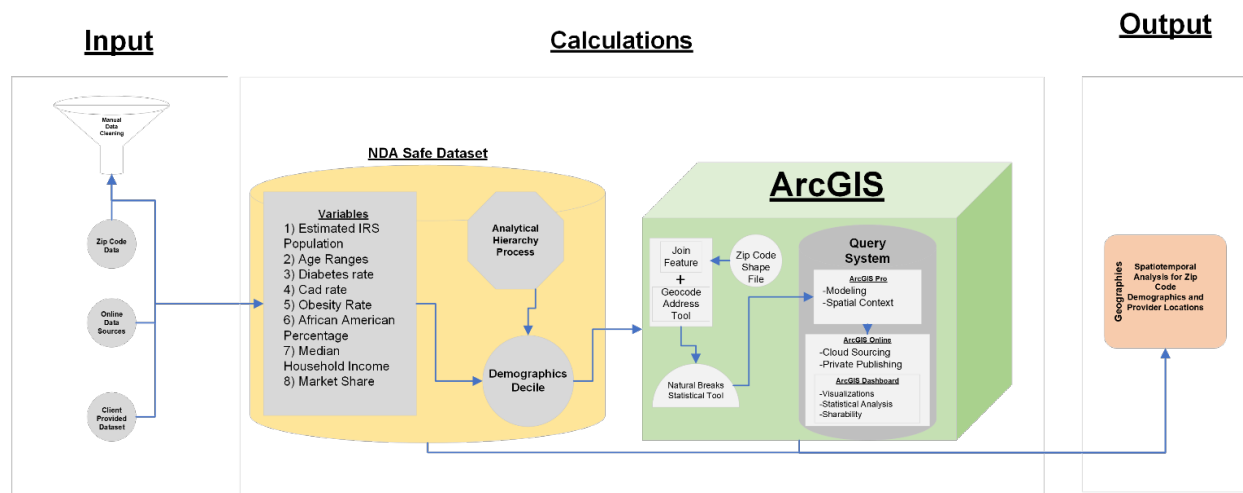 Input
Calculations
Output
Manual
Data
Cleaning
Zip Code
Data
Online
Data
Sources
Client
Provided
Dataset
NDA Safe Dataset
Variables
1) Estimated IRS
Population
2) Age Ranges
3) Diabetes rate
4) Cad rate
5) Obesity Rate
6) African American
Percentage
7) Median
Household Income
8) Market Share
Analytical
Hierarchy
Process
Demographics
Decile
ArcGIS
Join
Feature
+
Geocode
Address
Tool
Zip Code
Shape
File
Natural Breaks
Statistical Tool
Query
System
ArcGIS Pro
-Modeling
-Spatial Context
ArcGIS Online
-Cloud Sourcing
-Private Publishing
ArcGIS Dashboard
-Visualizations
-Statistical Analysis
-Sharability
Geographies
Spatiotemporal
Analysis for Zip
Code
Demographics and
Provider Locations